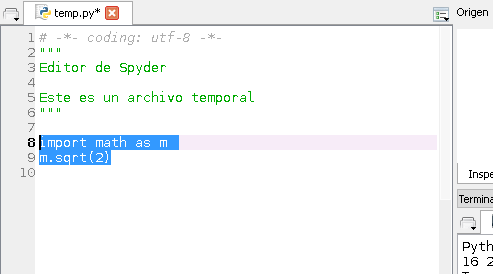 temp.py*
Origen
1 # -*- coding: utf-8 -*-
2 """
3 Editor de Spyder
4
5 Este es un archivo temporal
6 """
7
8 import math as m
9 m.sqrt(2)
10
Inspe
Termina
Pyth
16 2